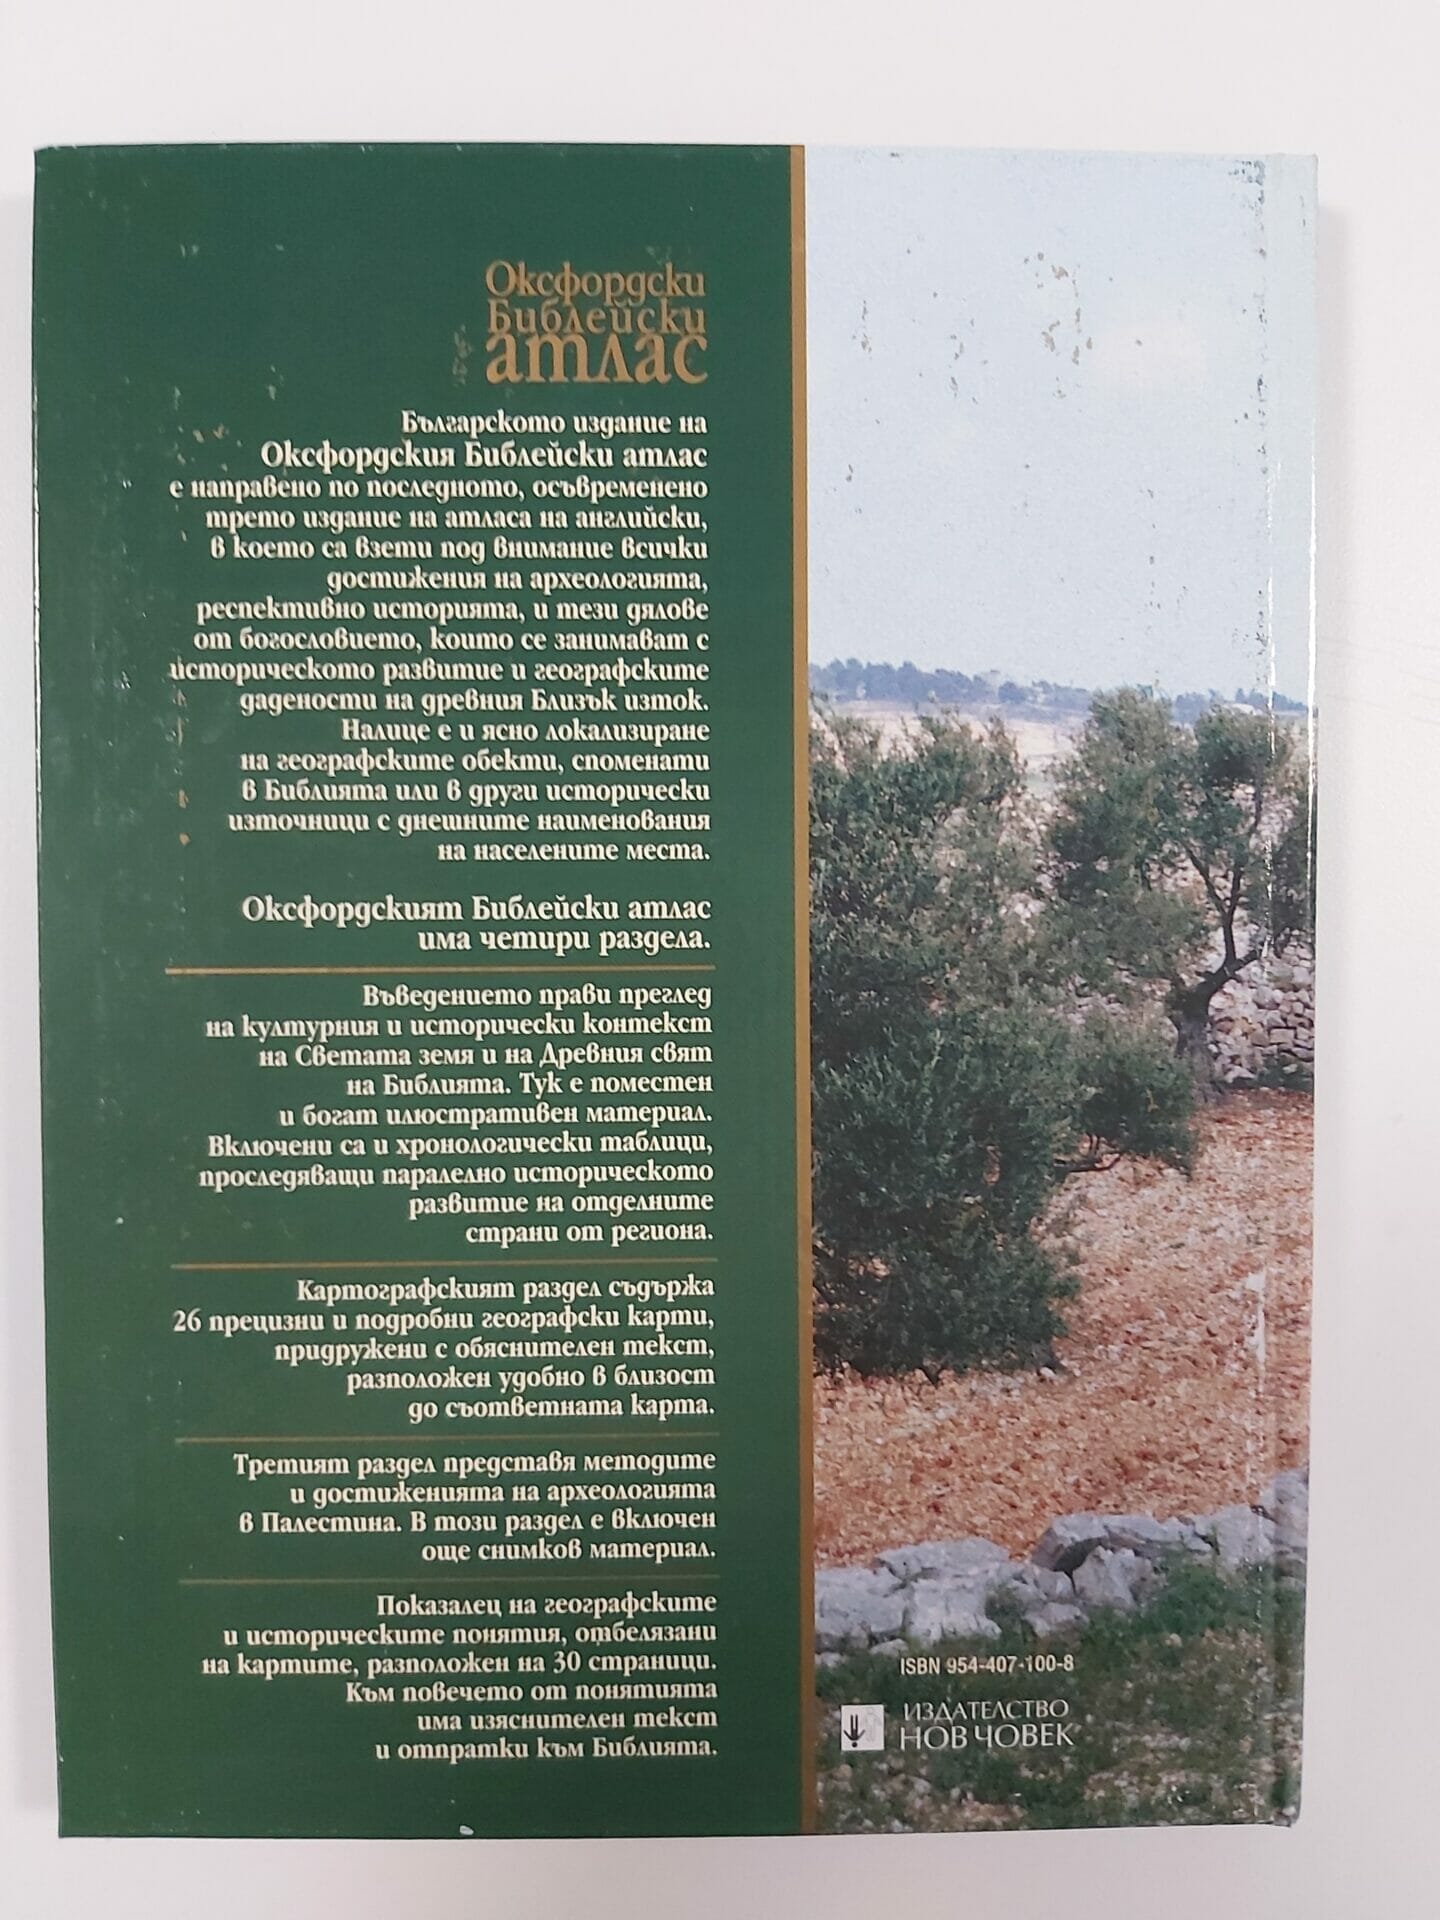 Оксфордски
Библейски
атлас
Българското издание на
Оксфордския Библейски атлас
е направено по последното, осъвременено
трето издание на атласа на английски,
в което са взети под внимание всички
достижения на археологията,
респективно историята, и тези дялове
от богословието, които се занимават с
историческото развитие и географските
дадености на древния Близък изток.
Налице е и ясно локализиране
на географските обекти, споменати
в Библията или в други исторически
източници с днешните наименования
на населените места.
Оксфордският Библейски атлас
има четири раздела.
Въведението прави преглед
на културния и исторически контекст
на Светата земя и на Древния свят
на Библията. Тук е поместен
и богат илюстративен материал.
Включени са и хронологически таблици,
проследяващи паралелно историческото
развитие на отделните
страни от региона.
Картографският раздел съдържа
26 прецизни и подробни географски карти,
придружени с обяснителен текст,
разположен удобно в близост
до съответната карта.
Третият раздел представя методите
и достиженията на археологията
в Палестина. В този раздел е включен
още снимков материал.
Показалец на географските
и историческите понятия, отбелязани
на картите, разположен на 30 страници.
Към повечето от понятията
има изяснителен текст
и отпратки към Библията.
ISBN 954-407-100-8
ИЗДАТЕЛСТВО
НОВ ЧОВЕК